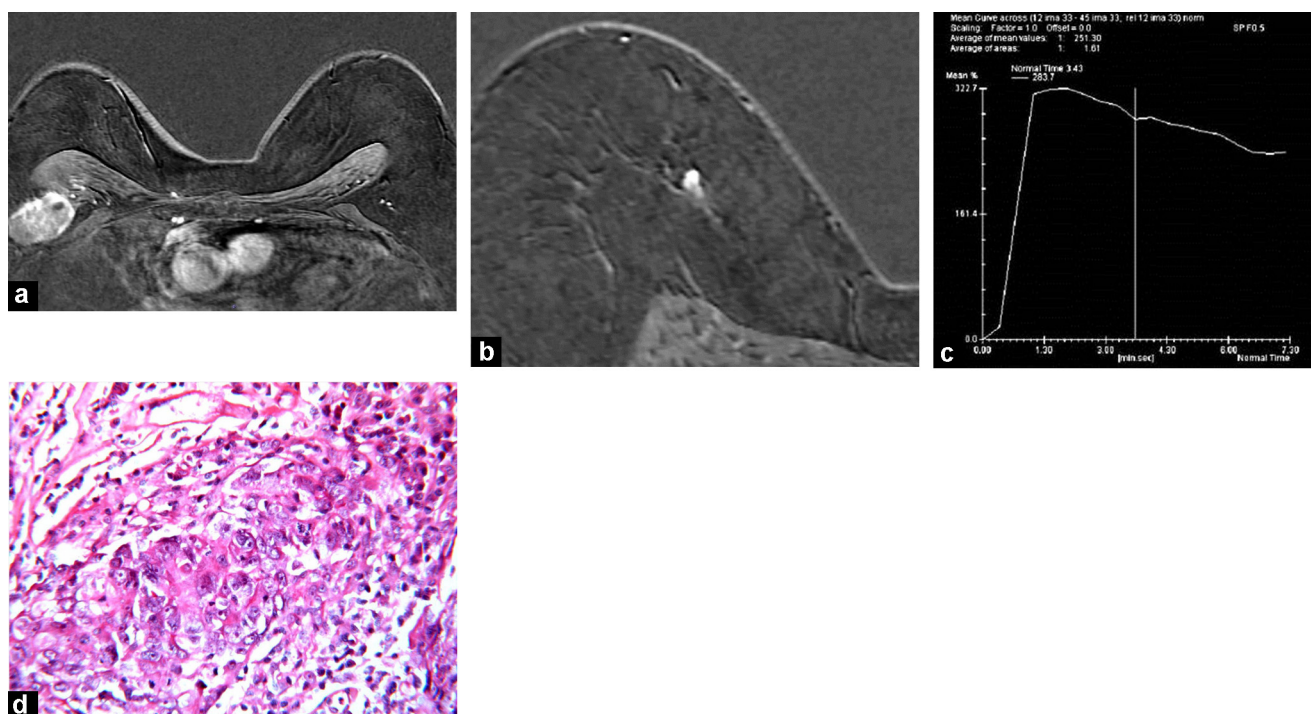 a
b
c
d
Mean Curve across (12 ima 33 - 45 ima 33; rel 12 ima 33) norm
Scaling: Factor = 1.0 Offset = 0.0
SP F0.5
Average of mean values: 1: 251.30
Average of areas: 1: 1.61
Normal Time 3.43
Mean %
283.7
322.7
161.4
0.0
0.00 1.30 3.00 4.30 6.00 7.30
[min.sec] Normal Time